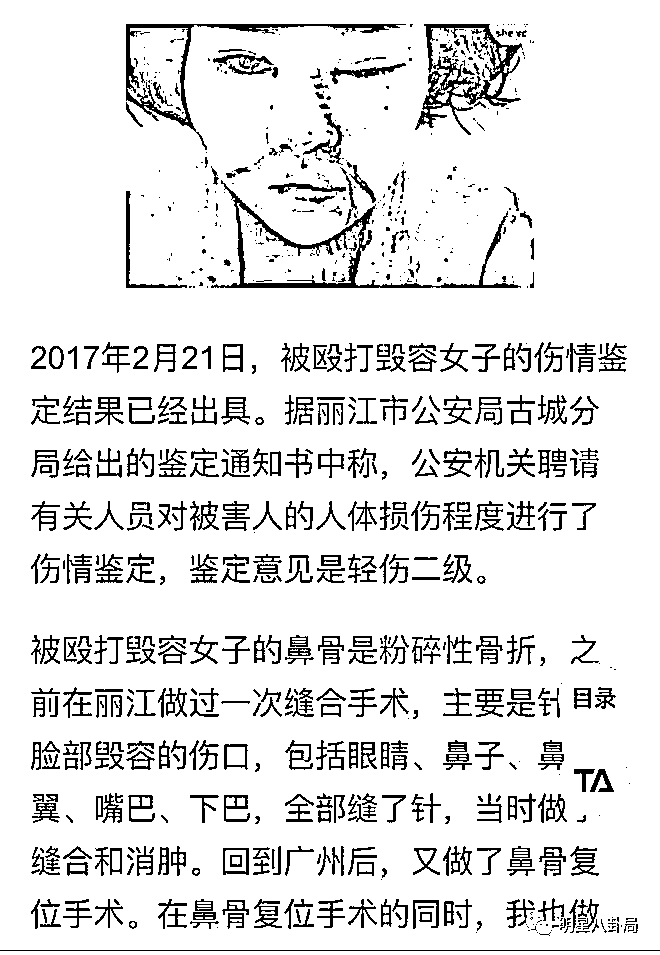 2017年2月21日，被殴打毁容女子的伤情鉴
定结果已经出具。据丽江市公安局古城分
局给出的鉴定通知书中称，公安机关聘请
有关人员对被害人的人体损伤程度进行了
伤情鉴定，鉴定意见是轻伤二级。
被殴打毁容女子的鼻骨是粉碎性骨折，之
前在丽江做过一次缝合手术，主要是针
目录
脸部毁容的伤口，包括眼睛、鼻子、鼻
TA
翼、嘴巴、下巴，全部缝了针，当时做
缝合和消肿。回到广州后，又做了鼻骨复
位手术。在鼻骨复位手术的同时，我也做
明星八卦局